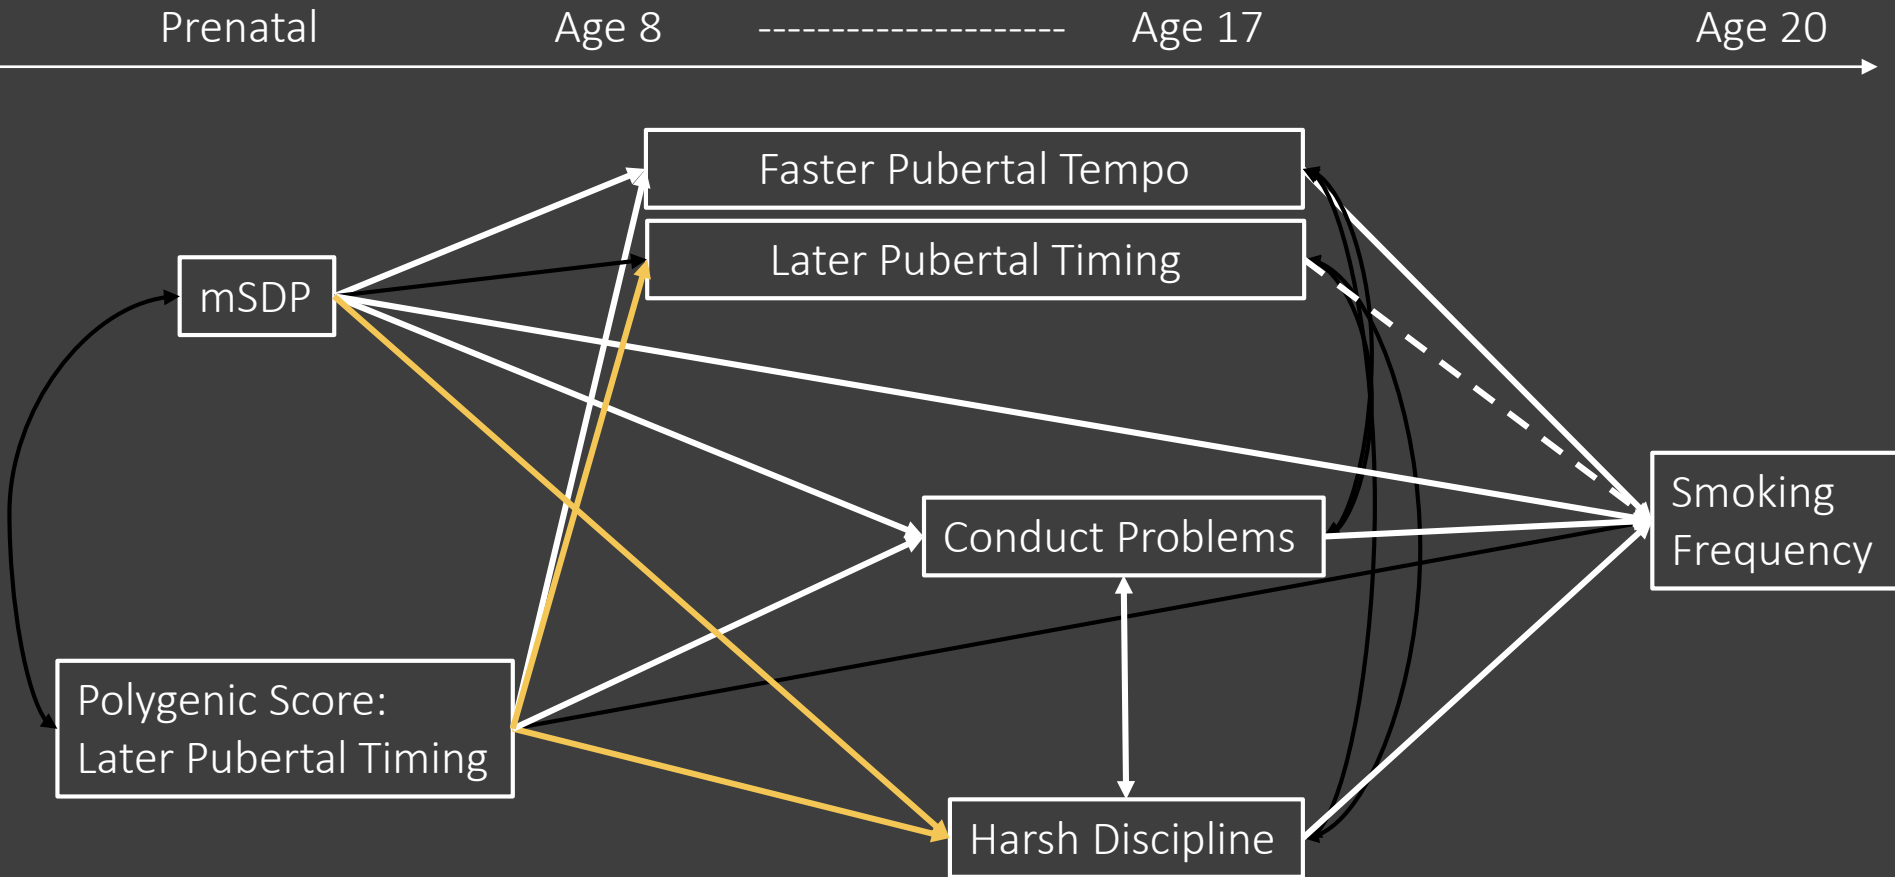 Prenatal Age 8 --------------------- Age 17 Age 20
Faster Pubertal Tempo
Later Pubertal Timing
mSDP
Conduct Problems
Smoking
Frequency
Polygenic Score:
Later Pubertal Timing
Harsh Discipline